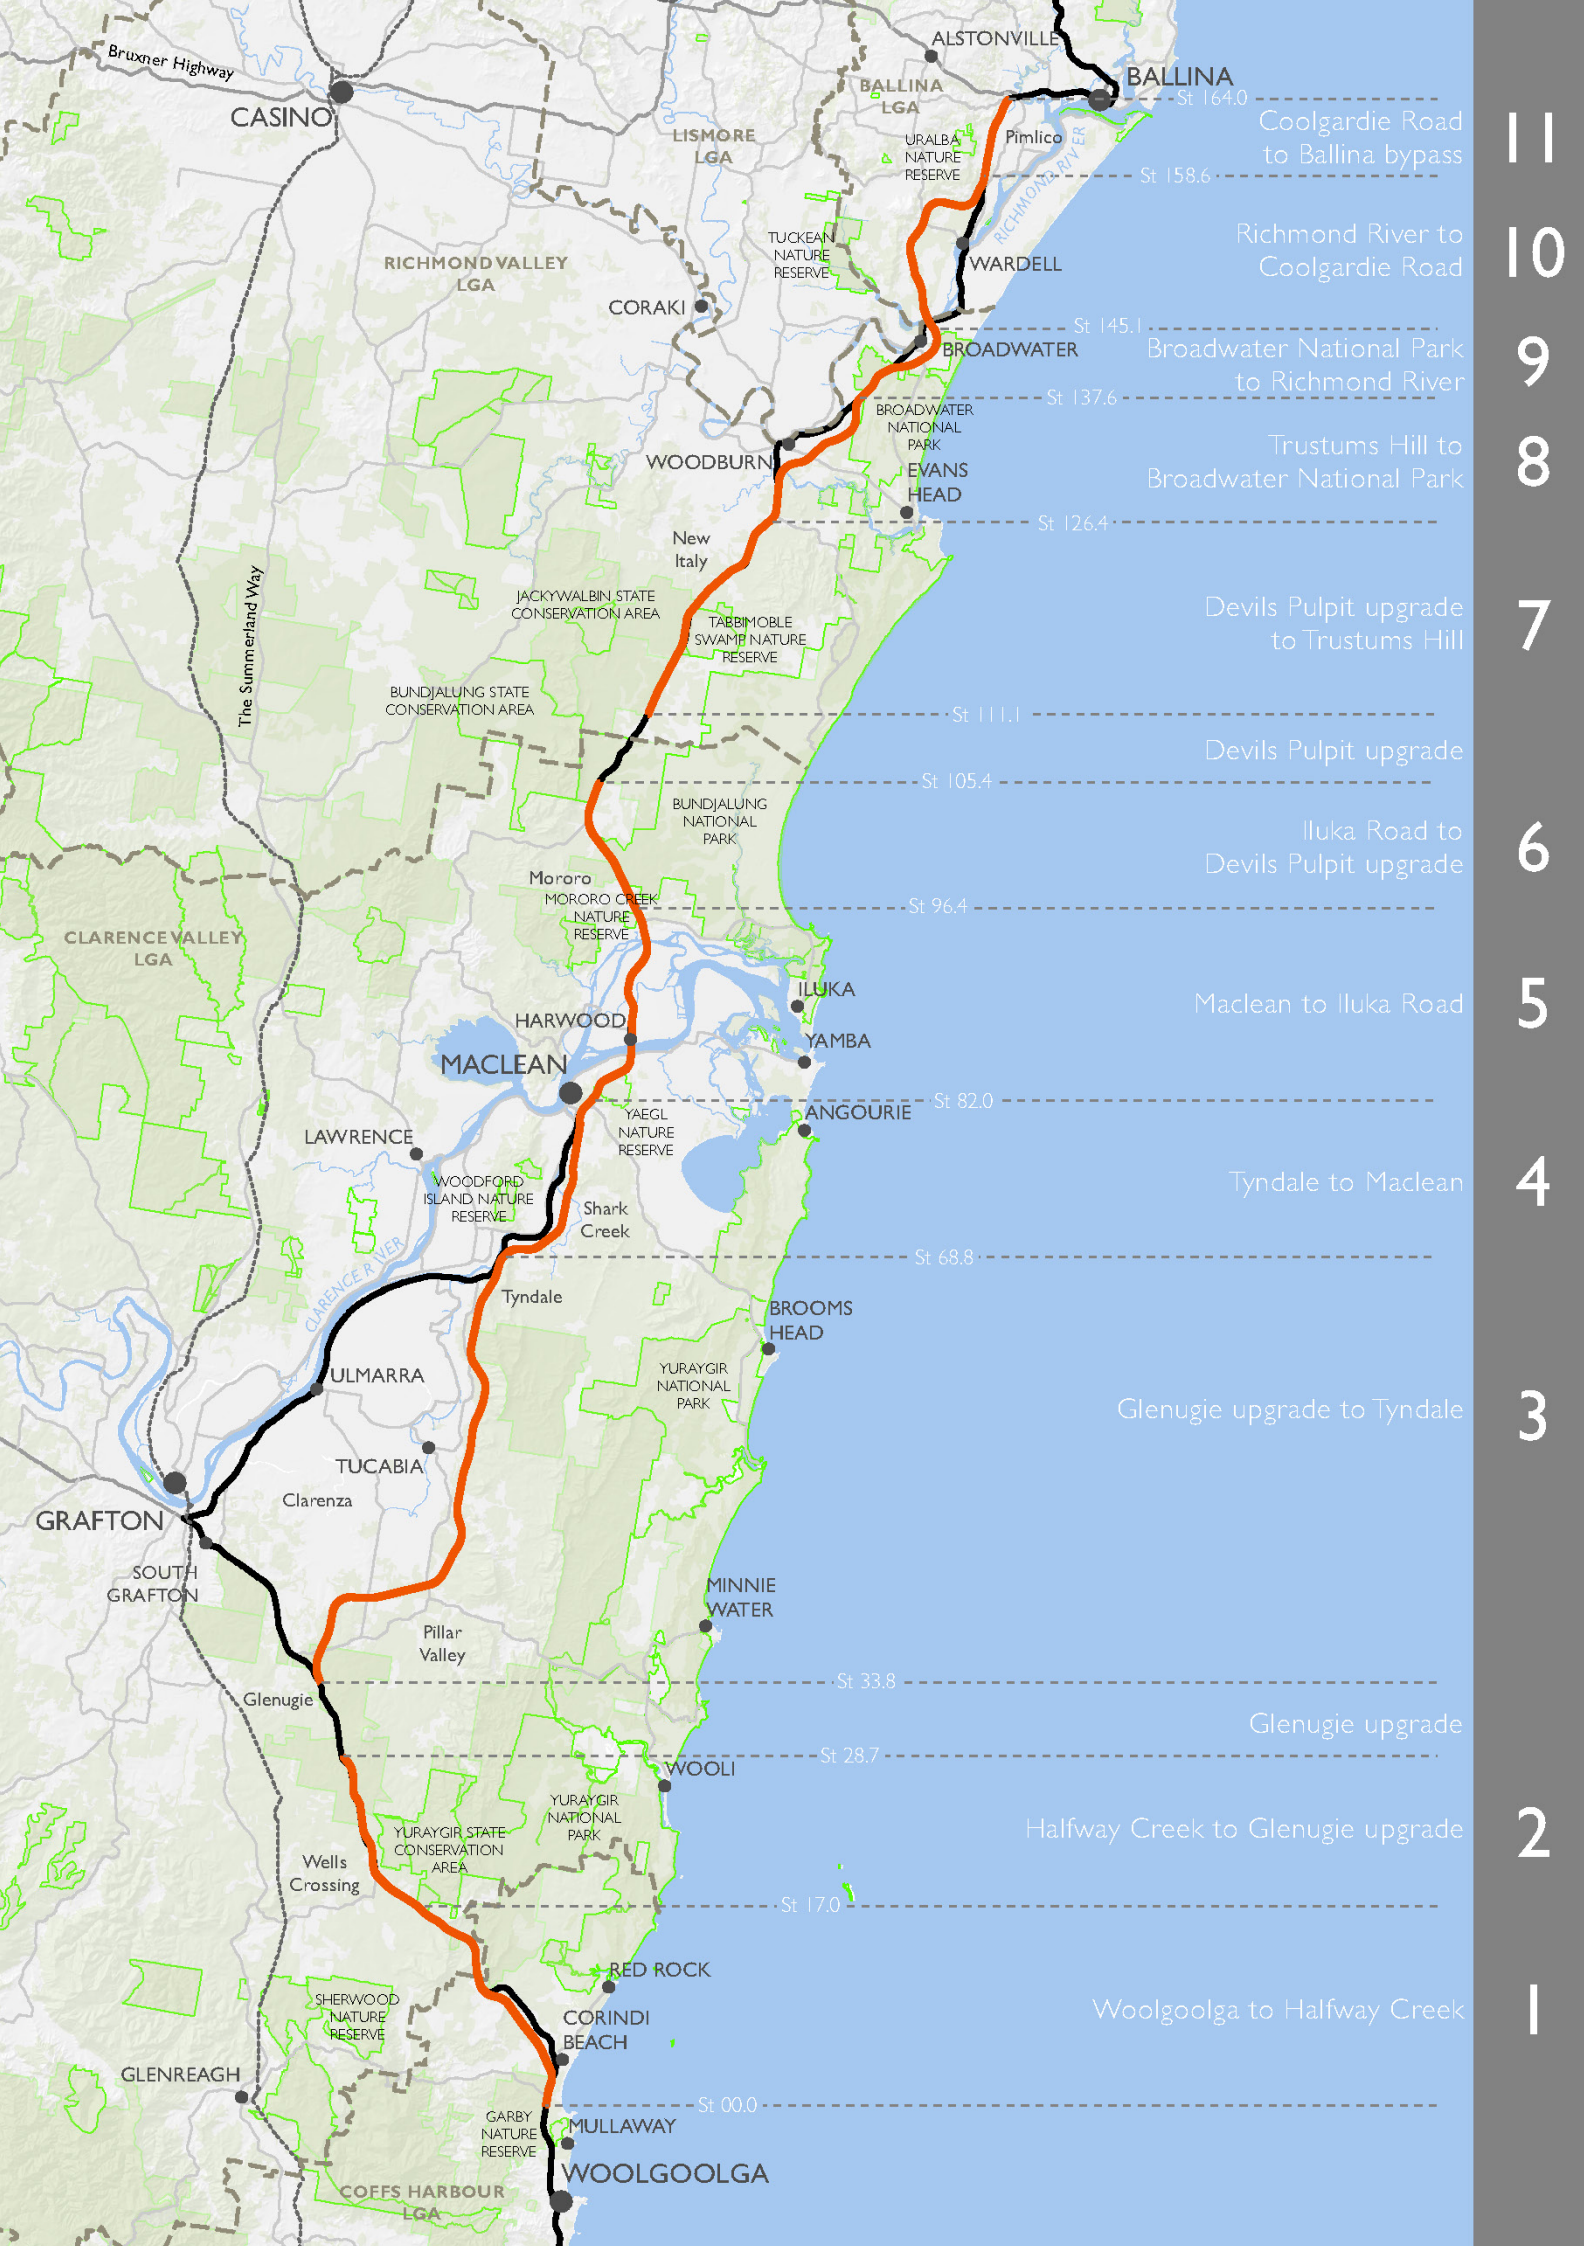 ALSTONVILLE
Bruxner Highway
BALLINA
BALLINA
LGA
CASINO
St 164.0
Coolgardie Road
to Ballina bypass
11
LISMORE
LGA
URALBA
NATURE
RESERVE
Pimlico
RICHMOND RIVER
St 158.6
TUCKEAN
NATURE
RESERVE
Richmond River to
Coolgardie Road
10
RICHMOND VALLEY
LGA
WARDELL
CORAKI
St 145.1
BROADWATER
Broadwater National Park
to Richmond River
9
St 137.6
BROADWATER
NATIONAL
PARK
WOODBURN
Trustums Hill to
Broadwater National Park
8
EVANS
HEAD
St 126.4
New
Italy
The Summerland Way
JACKYWALBIN STATE
CONSERVATION AREA
TABBIMOBLE
SWAMP NATURE
RESERVE
Devils Pulpit upgrade
to Trustums Hill
7
BUNDJALUNG STATE
CONSERVATION AREA
St 111.1
Devils Pulpit upgrade
St 105.4
BUNDJALUNG
NATIONAL
PARK
Iluka Road to
Devils Pulpit upgrade
6
Mororo
MORORO CREEK
NATURE
RESERVE
St 96.4
CLARENCE VALLEY
LGA
ILUKA
Maclean to Iluka Road
5
HARWOOD
YAMBA
MACLEAN
St 82.0
YAEGL
NATURE
RESERVE
ANGOURIE
LAWRENCE
WOODFORD
ISLAND NATURE
RESERVE
Tyndale to Maclean
4
Shark
Creek
CLARENCE RIVER
St 68.8
Tyndale
BROOMS
HEAD
ULMARRA
YURAYGIR
NATIONAL
PARK
Glenugie upgrade to Tyndale
3
TUCABIA
Clarenza
GRAFTON
SOUTH
GRAFTON
MINNIE
WATER
Pillar
Valley
St 33.8
Glenugie
Glenugie upgrade
St 28.7
WOOLI
YURAYGIR
NATIONAL
PARK
YURAYGIR STATE
CONSERVATION
AREA
Halfway Creek to Glenugie upgrade
2
Wells
Crossing
St 17.0
RED ROCK
SHERWOOD
NATURE
RESERVE
CORINDI
BEACH
Woolgoolga to Halfway Creek
1
GLENREAGH
St 00.0
GARBY
NATURE
RESERVE
MULLAWAY
WOOLGOOLGA
COFFS HARBOUR
LGA